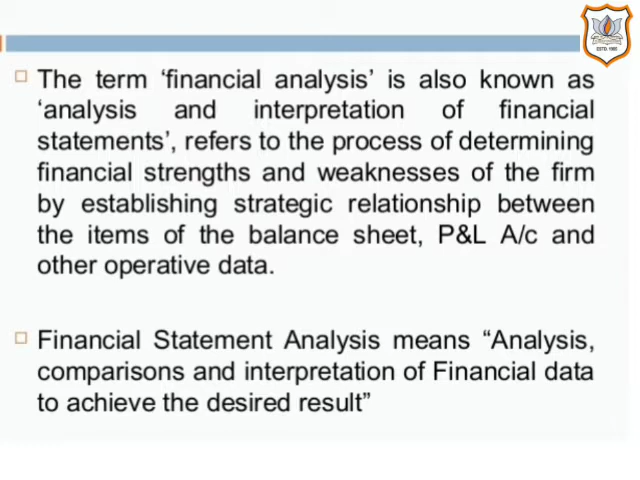 ESTD. 1980
The term ‘financial analysis’ is also known as
‘analysis and interpretation of financial
statements’, refers to the process of determining
financial strengths and weaknesses of the firm
by establishing strategic relationship between
the items of the balance sheet, P&L A/c and
other operative data.
Financial Statement Analysis means “Analysis,
comparisons and interpretation of Financial data
to achieve the desired result”